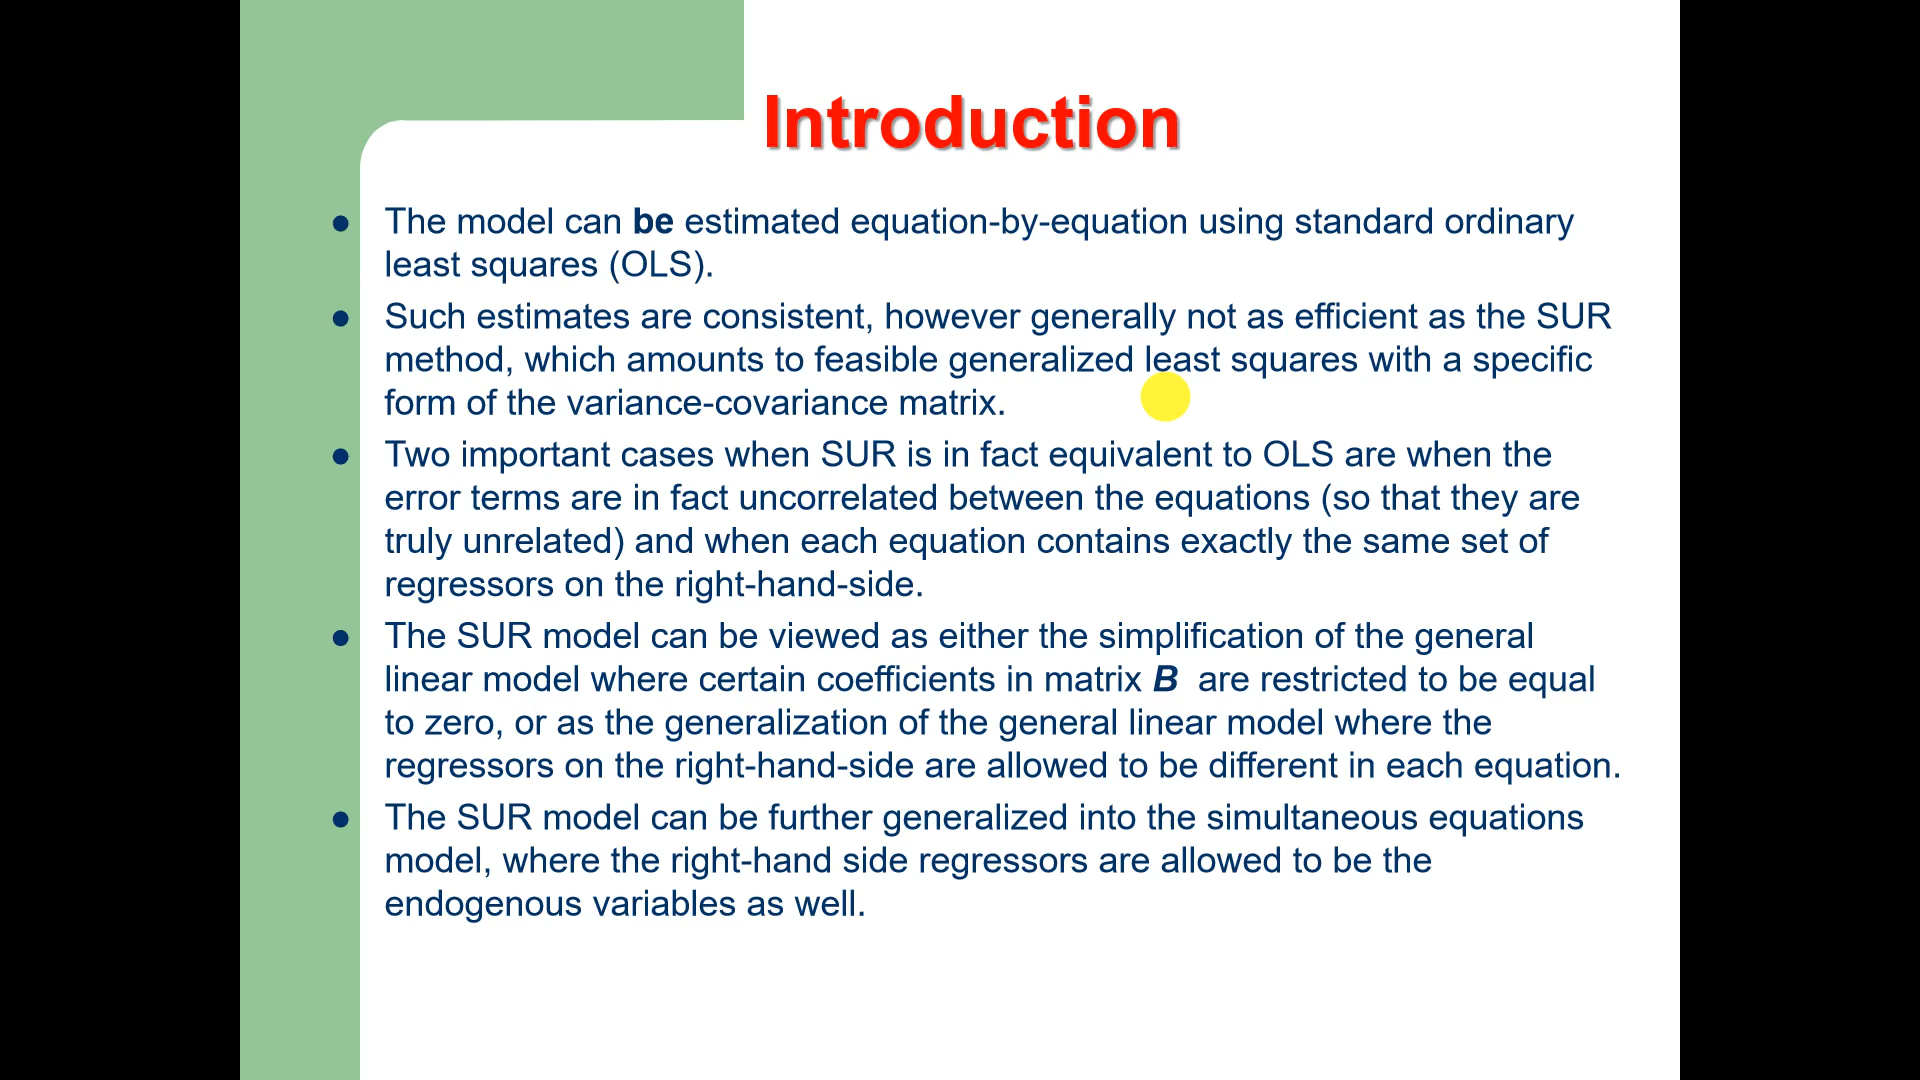 Introduction
The model can be estimated equation-by-equation using standard ordinary
least squares (OLS).
Such estimates are consistent, however generally not as efficient as the SUR
method, which amounts to feasible generalized least squares with a specific
form of the variance-covariance matrix.
Two important cases when SUR is in fact equivalent to OLS are when the
error terms are in fact uncorrelated between the equations (so that they are
truly unrelated) and when each equation contains exactly the same set of
regressors on the right-hand-side.
The SUR model can be viewed as either the simplification of the general
linear model where certain coefficients in matrix B are restricted to be equal
to zero, or as the generalization of the general linear model where the
regressors on the right-hand-side are allowed to be different in each equation.
The SUR model can be further generalized into the simultaneous equations
model, where the right-hand side regressors are allowed to be the
endogenous variables as well.